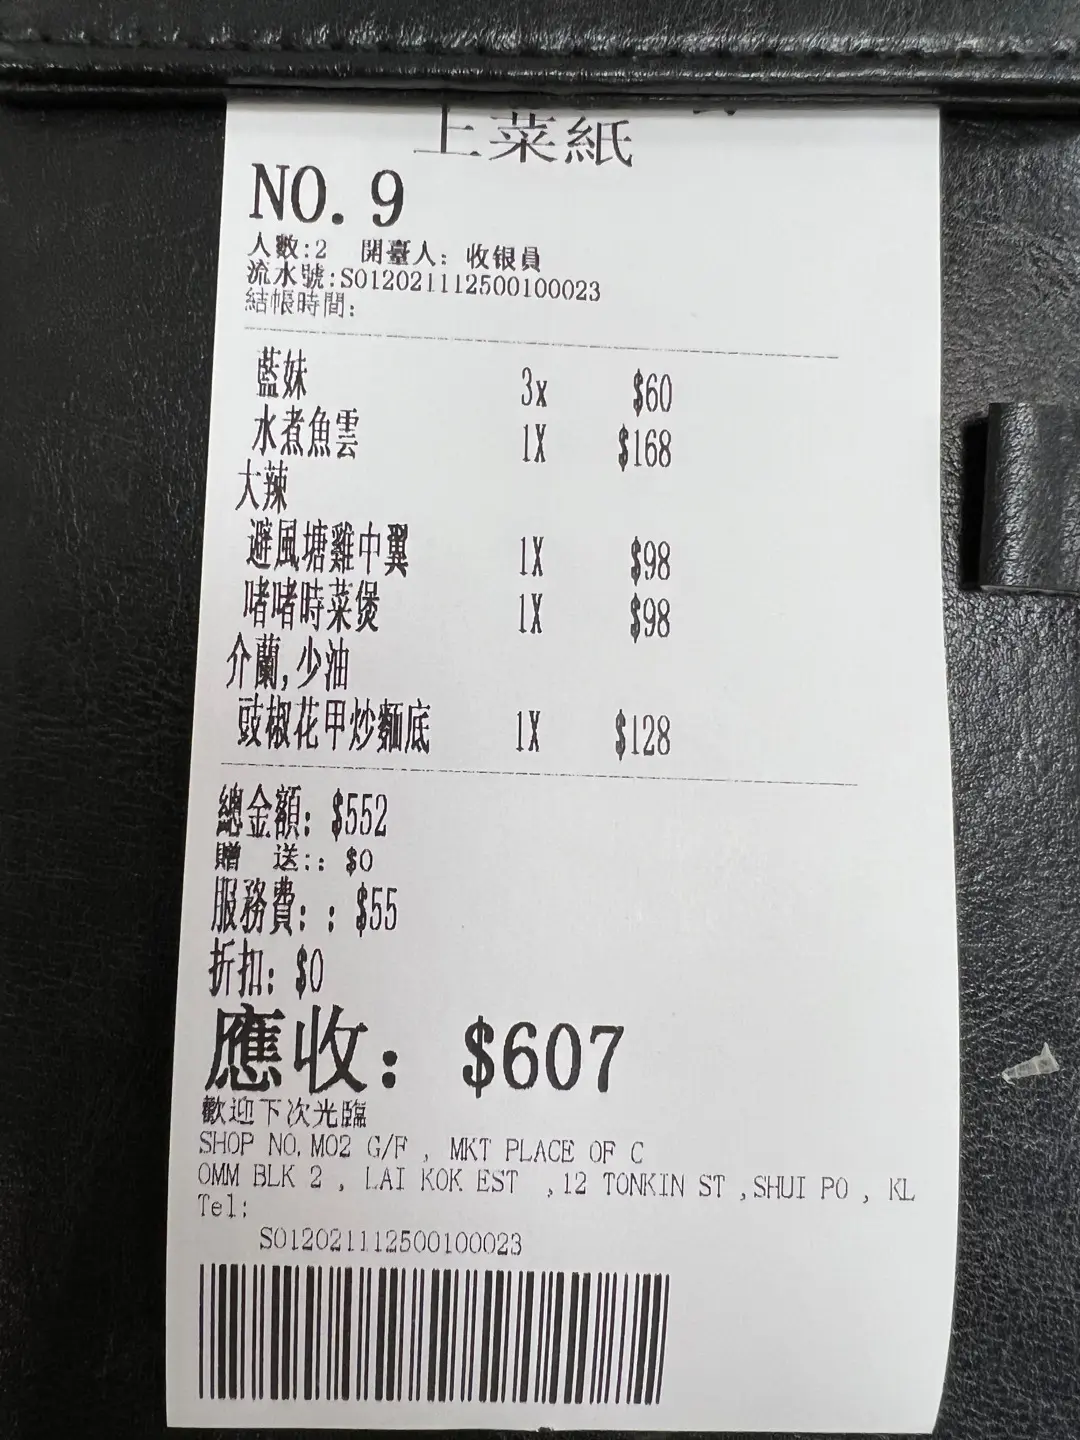 上菜紙
NO. 9
人數:2 開臺人: 收银員
流水號:S012021112500100023
結帳時間:
藍妹 3x $60
水煮魚雲 1X $168
大辣
避風塘雞中翼 1X $98
啫啫時菜煲 1X $98
介蘭,少油
豉椒花甲炒麵底 1X $128
總金額: $552
贈 送:: $0
服務費: : $55
折扣: $0
應收: $607
歡迎下次光臨
SHOP NO.M02 G/F , MKT PLACE OF C
OMM BLK 2 , LAI KOK EST ,12 TONKIN ST ,SHUI PO , KL
Tel:
S012021112500100023